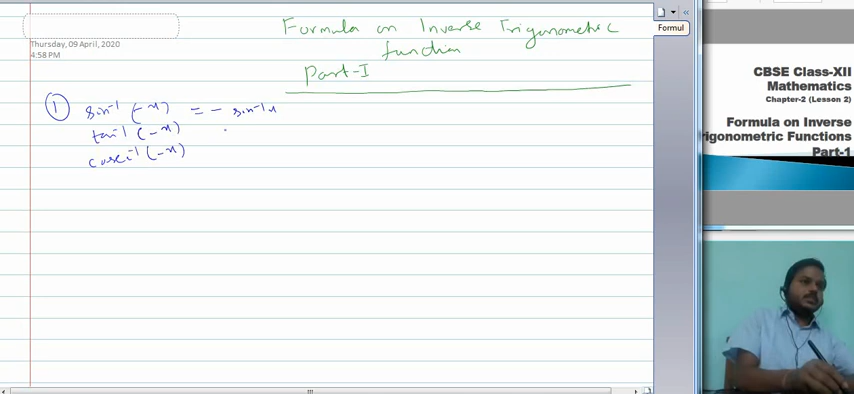 Formula on Inverse Trigonometric
function
Part-I
Thursday, 09 April, 2020
4:58 PM
① sin⁻¹ (-x) = - sin⁻¹x
tan⁻¹ (-x)
cosec⁻¹ (-x)
Formul
CBSE Class-XII
Mathematics
Chapter-2 (Lesson 2)
Formula on Inverse
rigonometric Functions
Part-1